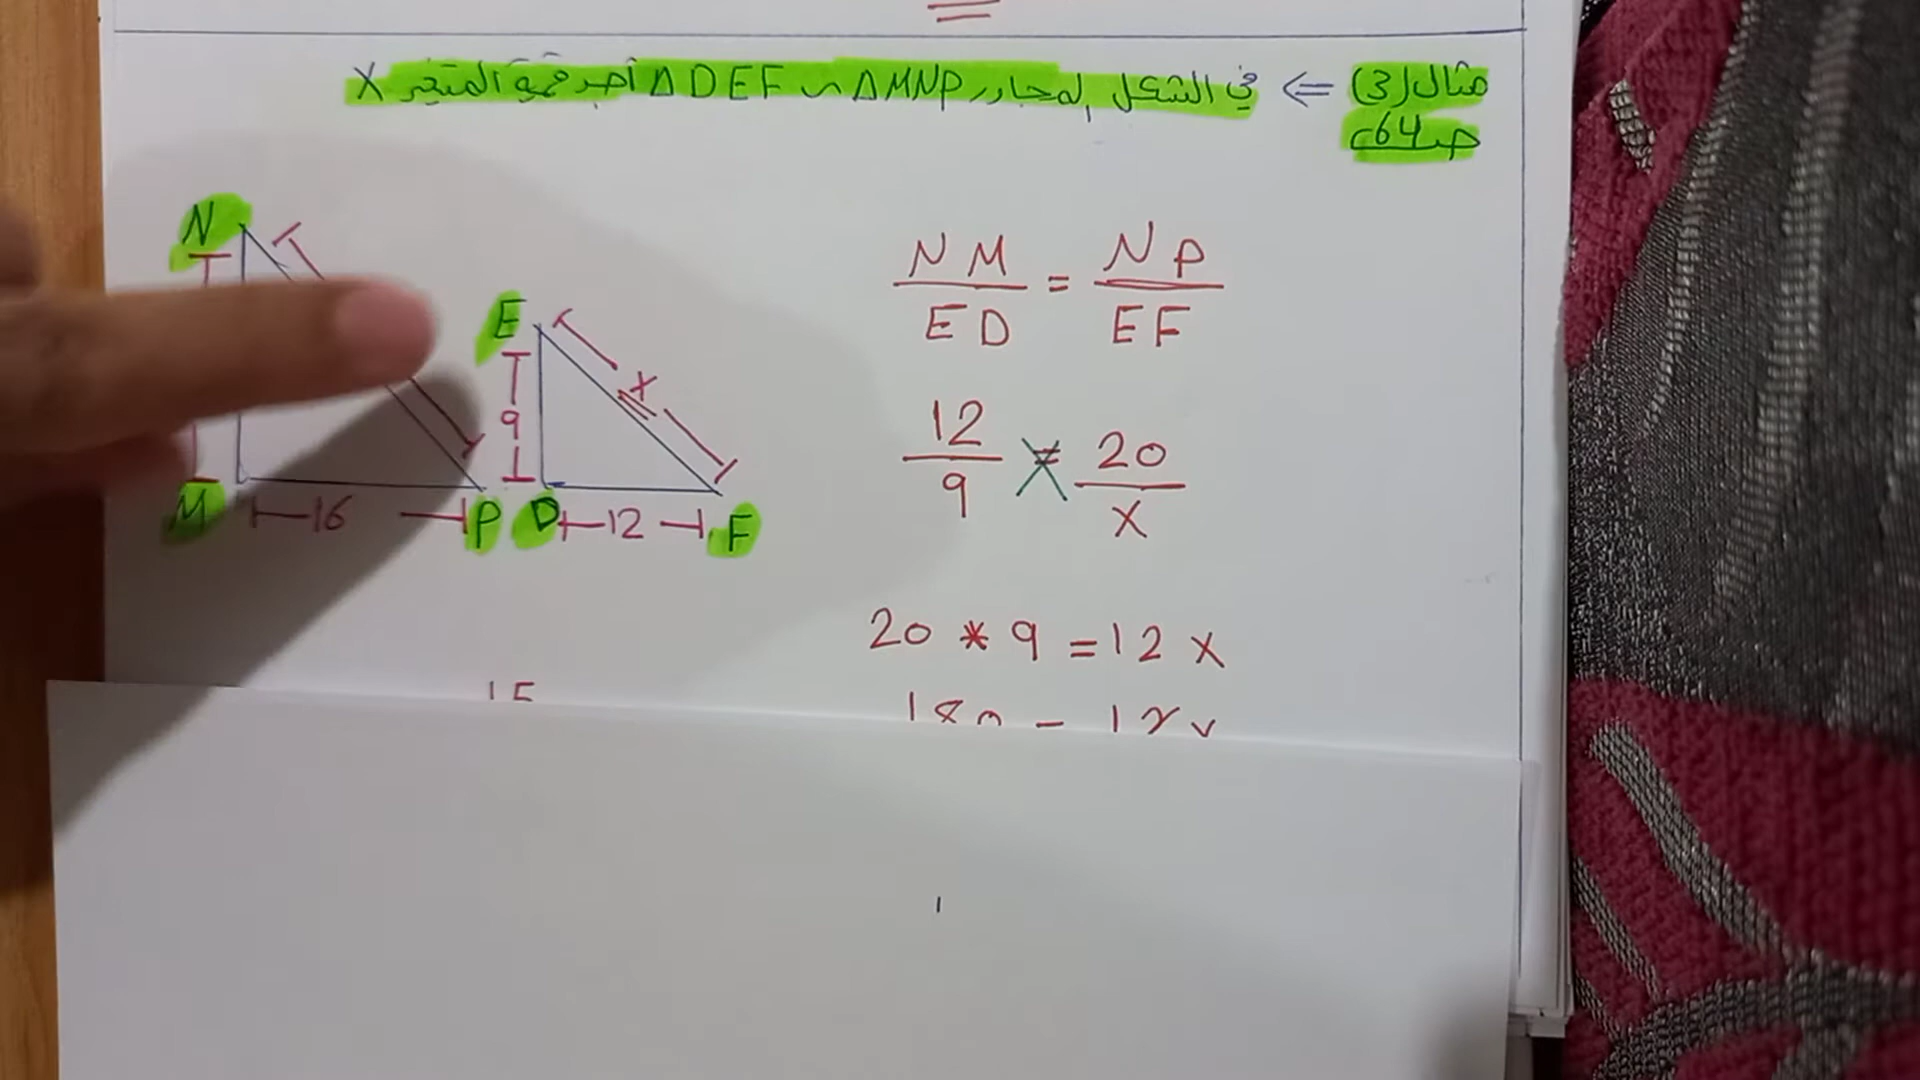 مثال (3) ⇐ في الشكل المجاور ΔMNP ∽ ΔDEF أجد قيمة المتغير X
ص64
N
E
X
9
M 16 P D 12 F
NM/ED = NP/EF
12/9 = 20/X
20 * 9 = 12 X